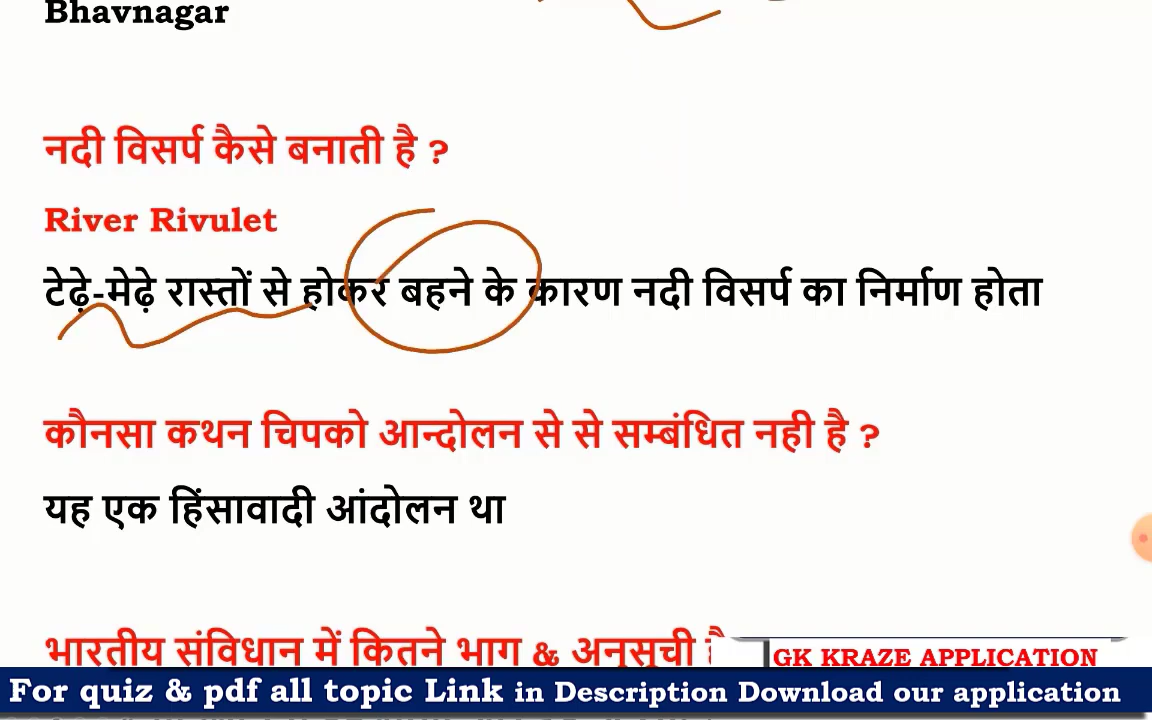 Bhavnagar
नदी विसर्प कैसे बनाती है ?
River Rivulet
टेढ़े-मेढ़े रास्तों से होकर बहने के कारण नदी विसर्प का निर्माण होता
कौनसा कथन चिपको आन्दोलन से से सम्बंधित नही है ?
यह एक हिंसावादी आंदोलन था
भारतीय संविधान में कितने भाग & अनुसूची
GK KRAZE APPLICATION
For quiz & pdf all topic Link in Description Download our application